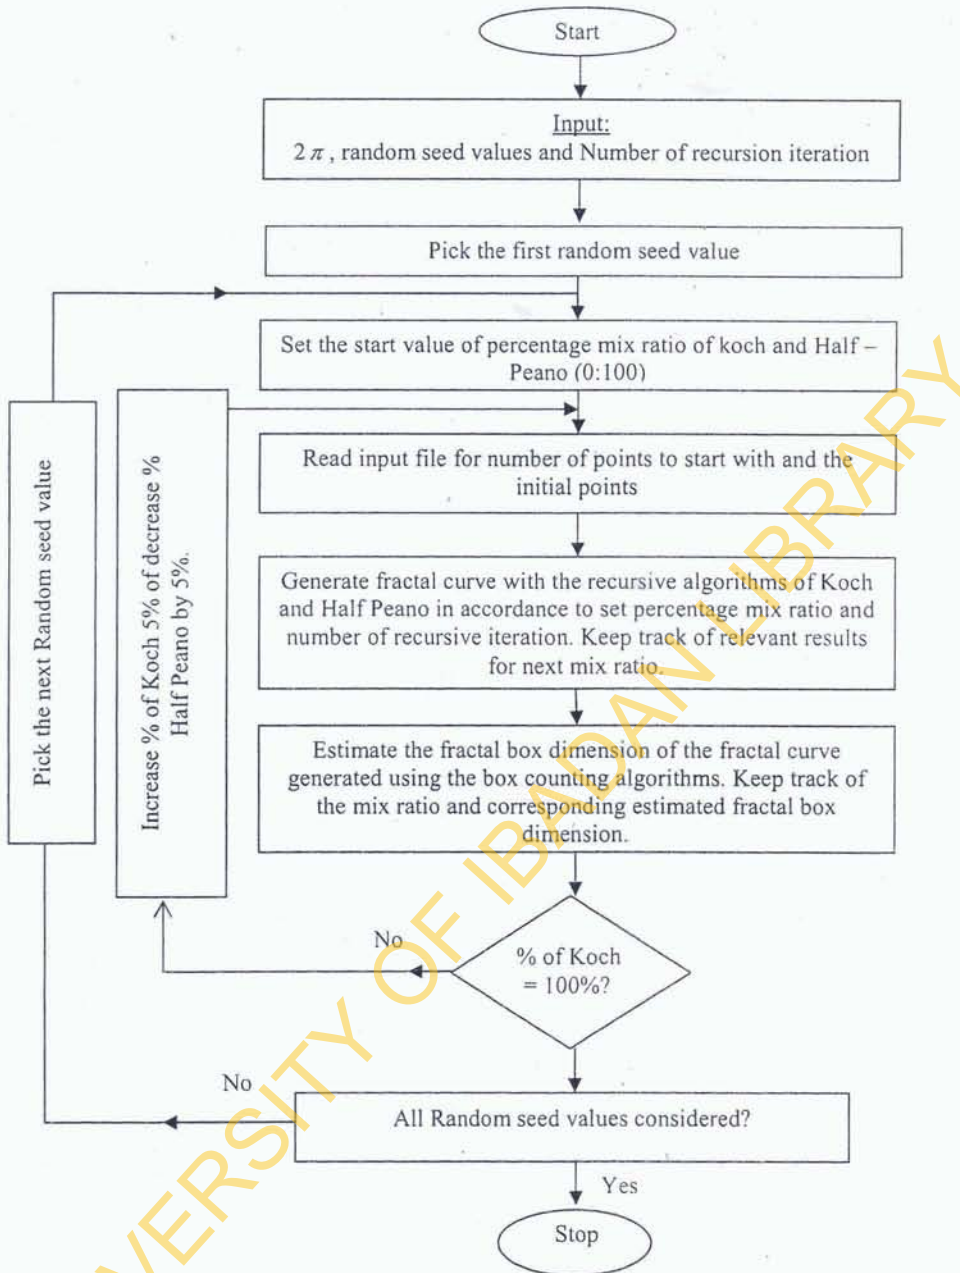 Start
Input:
2 π , random seed values and Number of recursion iteration
Pick the first random seed value
Set the start value of percentage mix ratio of koch and Half –
Peano (0:100)
Read input file for number of points to start with and the
initial points
Generate fractal curve with the recursive algorithms of Koch
and Half Peano in accordance to set percentage mix ratio and
number of recursive iteration. Keep track of relevant results
for next mix ratio.
Estimate the fractal box dimension of the fractal curve
generated using the box counting algorithms. Keep track of
the mix ratio and corresponding estimated fractal box
dimension.
Pick the next Random seed value
Increase % of Koch 5% of decrease %
Half Peano by 5%.
No
% of Koch
= 100%?
No
All Random seed values considered?
Yes
Stop
VERSITY OF IBADAN LIBRARY